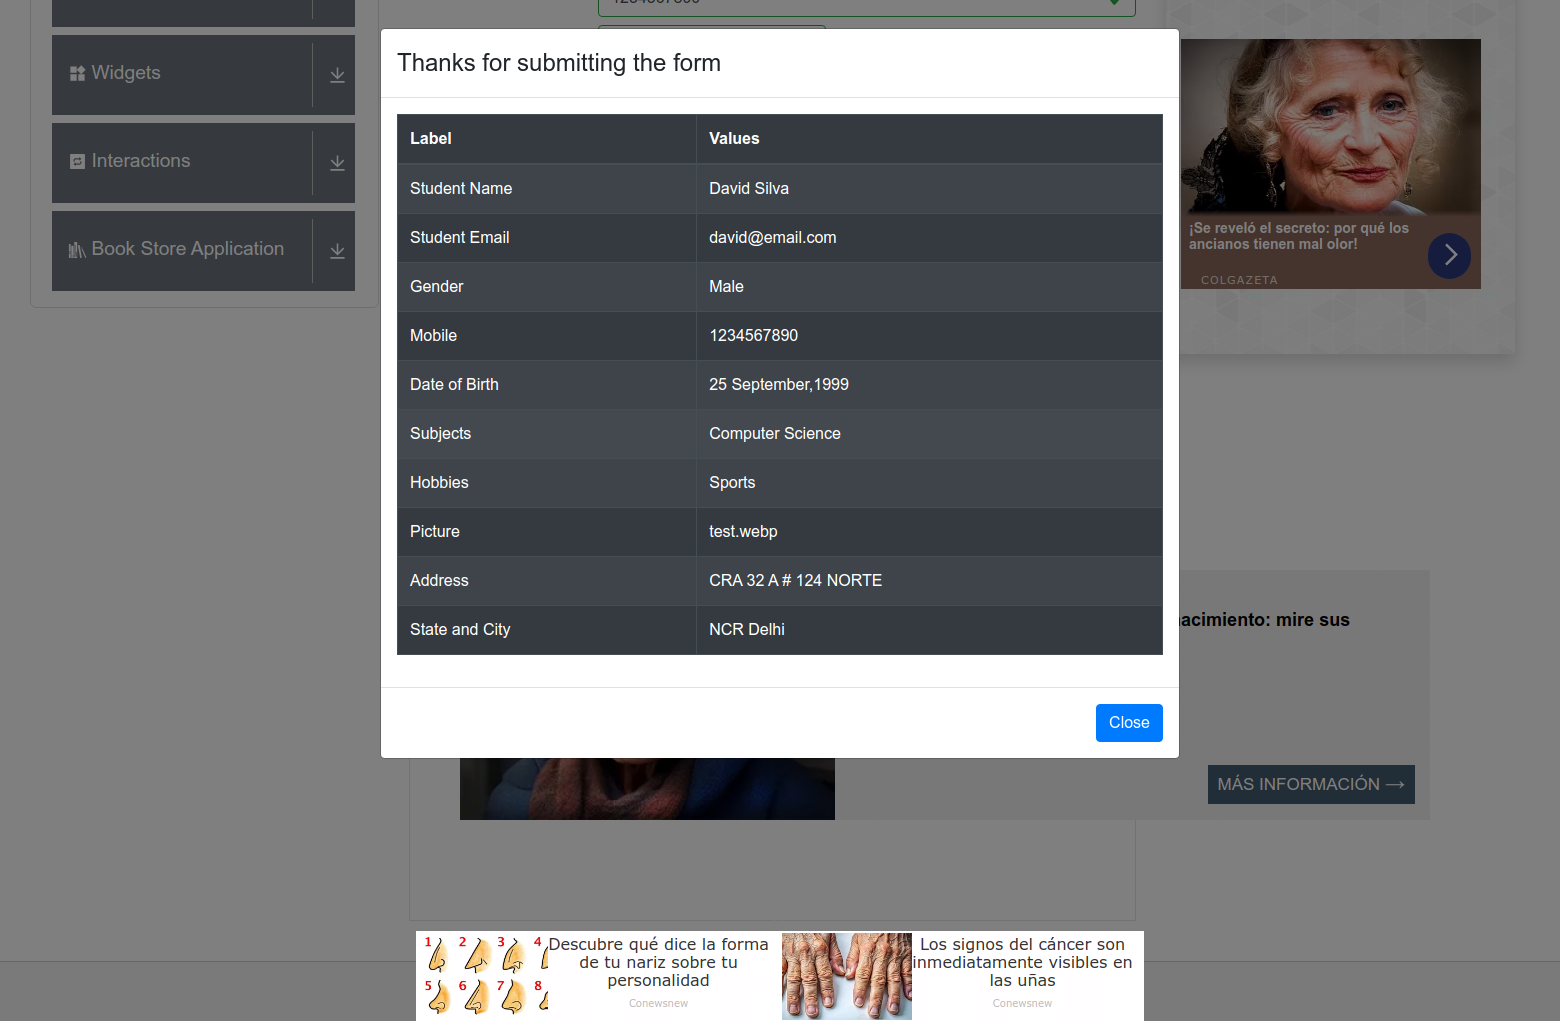 Thanks for submitting the form
Label Values
Student Name David Silva
Student Email david@email.com
Gender Male
Mobile 1234567890
Date of Birth 25 September,1999
Subjects Computer Science
Hobbies Sports
Picture test.webp
Address CRA 32 A # 124 NORTE
State and City NCR Delhi
Close
Widgets
Interactions
Book Store Application
¡Se reveló el secreto: por qué los
ancianos tienen mal olor!
COLGAZETA
nacimiento: mire sus
MÁS INFORMACIÓN →
1 2 3 4
5 6 7 8
Descubre qué dice la forma
de tu nariz sobre tu
personalidad
Conewsnew
Los signos del cáncer son
inmediatamente visibles en
las uñas
Conewsnew